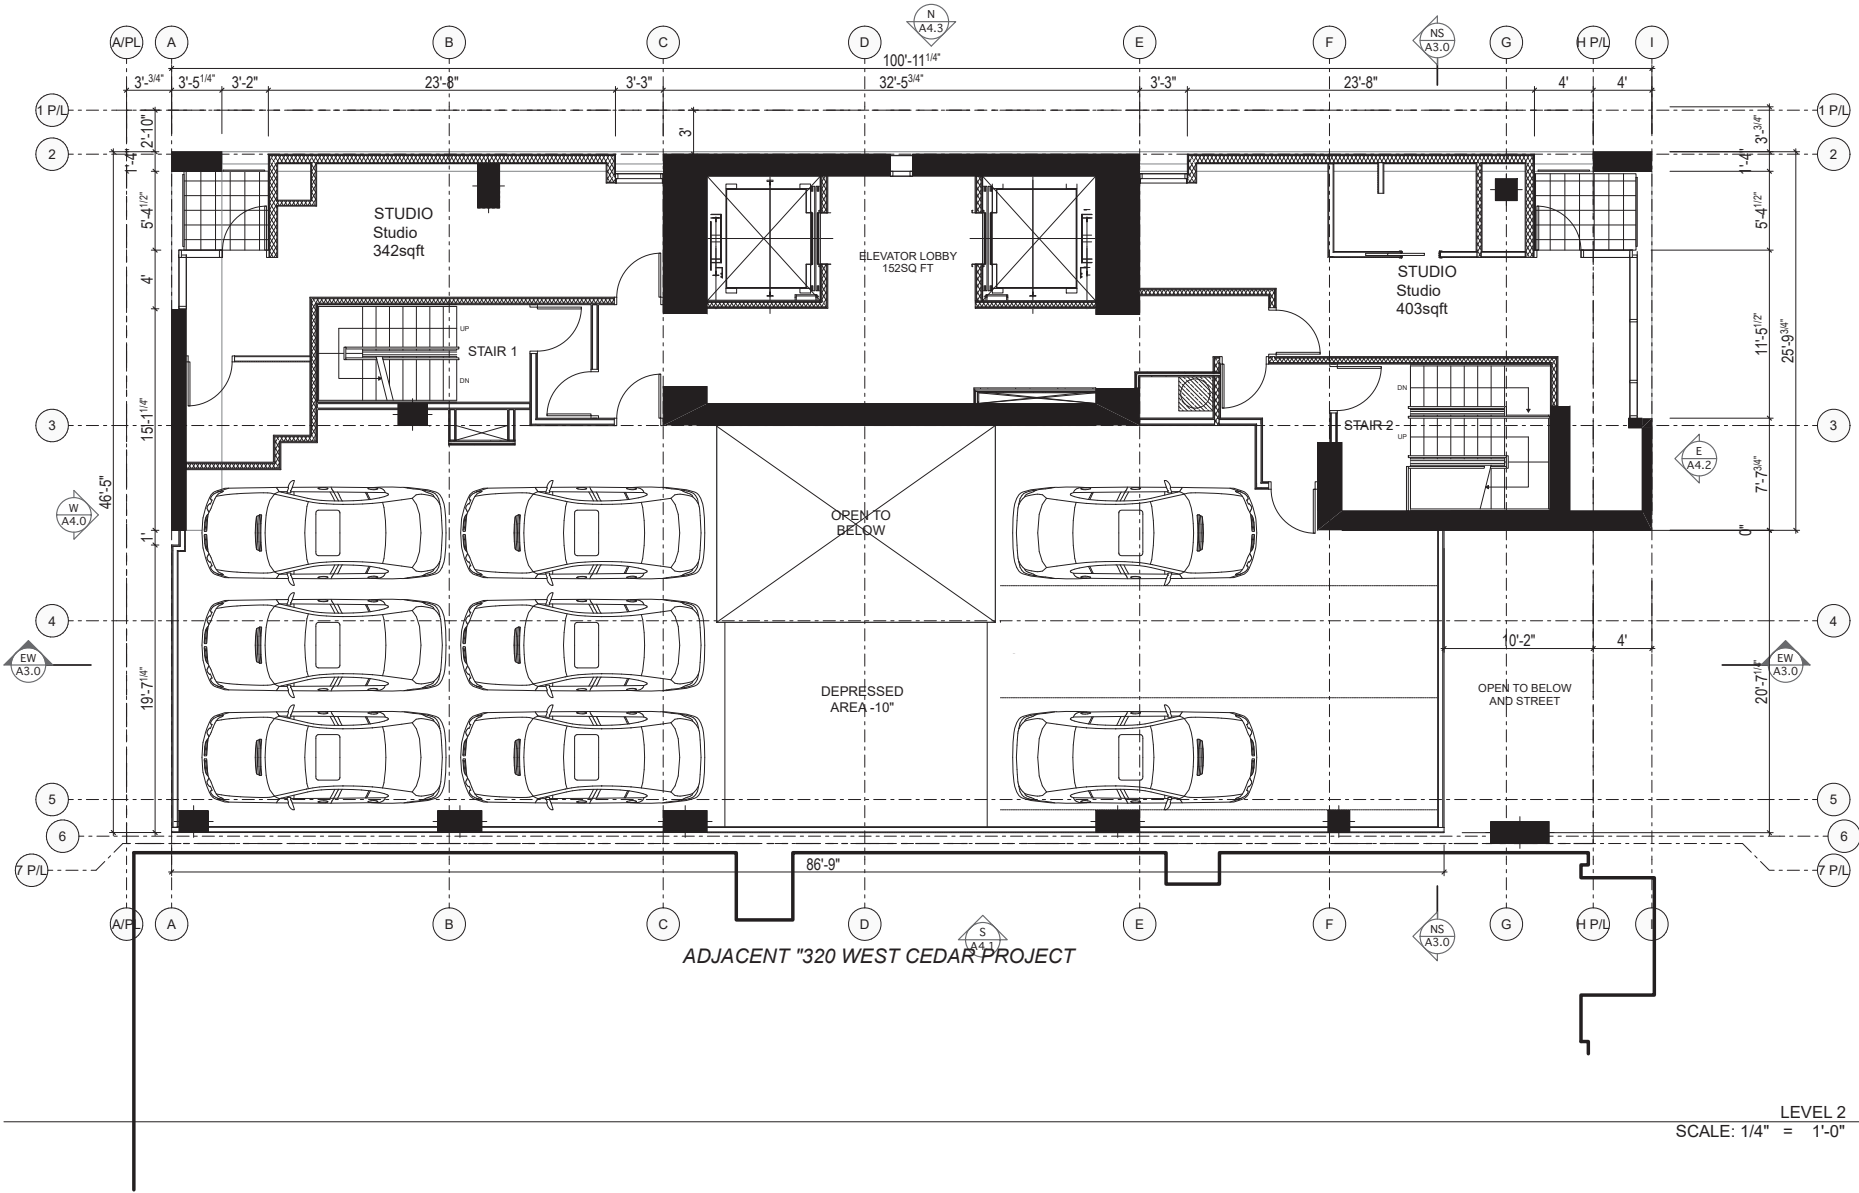 N
A4.3
A/PL A B C D E F NS A3.0 G H P/L I
100'-11 1/4"
3'-3/4" 3'-5 1/4" 3'-2" 23'-8" 3'-3" 32'-5 3/4" 3'-3" 23'-8" 4' 4'
1 P/L 1 P/L
2'-10" 3' 3'-3/4"
2 2
1'-4" 1'-4"
5'-4 1/2" 5'-4 1/2"
STUDIO
Studio
342sqft
ELEVATOR LOBBY
152SQ FT
STUDIO
Studio
403sqft
4'
11'-5 1/2"
25'-9 3/4"
UP
STAIR 1
DN
DN
STAIR 2
UP
15'-1 1/4"
3 3
E
A4.2
7'-7 3/4"
46'-5"
W
A4.0
OPEN TO
BELOW
1'
0"
4 4
10'-2" 4'
EW
A3.0
EW
A3.0
19'-7 1/4"
20'-7 1/4"
DEPRESSED
AREA -10"
OPEN TO BELOW
AND STREET
5 5
6 6
7 P/L 86'-9" 7 P/L
A/PL A B C D E F NS A3.0 G H P/L I
S
A4.1
ADJACENT "320 WEST CEDAR PROJECT
LEVEL 2
SCALE: 1/4" = 1'-0"